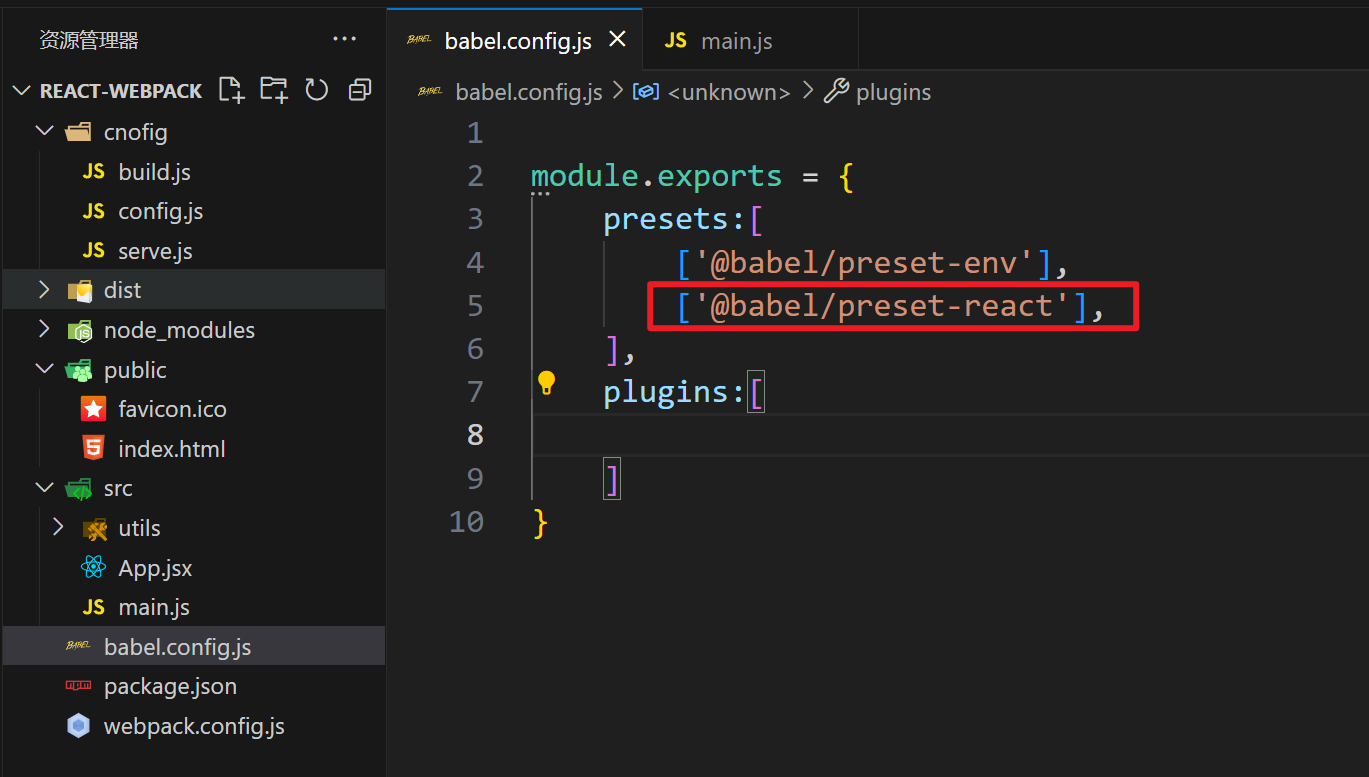 资源管理器 ···
REACT-WEBPACK
cnofig
JS build.js
JS config.js
JS serve.js
dist
node_modules
public
favicon.ico
index.html
src
utils
App.jsx
JS main.js
BABEL babel.config.js
package.json
webpack.config.js
BABEL babel.config.js JS main.js
BABEL babel.config.js > <unknown> > plugins
1
2 module.exports = {
3 presets:[
4 ['@babel/preset-env'],
5 ['@babel/preset-react'],
6 ],
7 plugins:[
8
9 ]
10 }